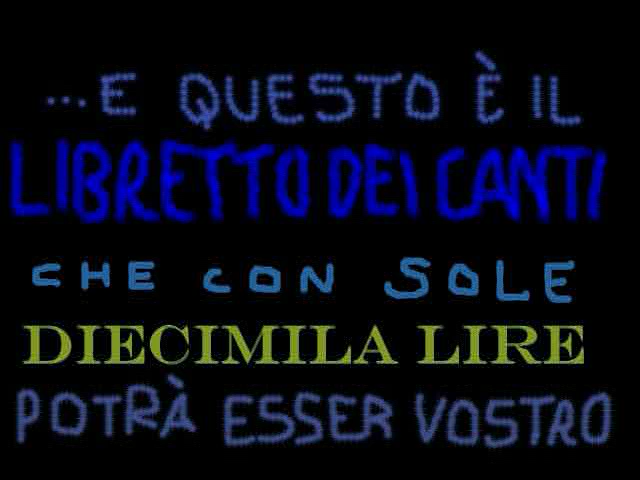 ...E QUESTO È IL
LIBRETTO DEI CANTI
CHE CON SOLE
DIECIMILA LIRE
POTRÀ ESSER VOSTRO